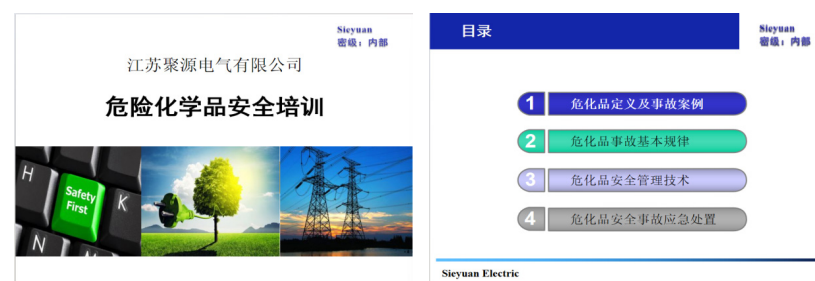 Sieyuan
密级：内部
江苏聚源电气有限公司
危险化学品安全培训
H
Safety
First
K
N
M
目录
Sieyuan
密级：内部
1 危化品定义及事故案例
2 危化品事故基本规律
3 危化品安全管理技术
4 危化品安全事故应急处置
Sieyuan Electric